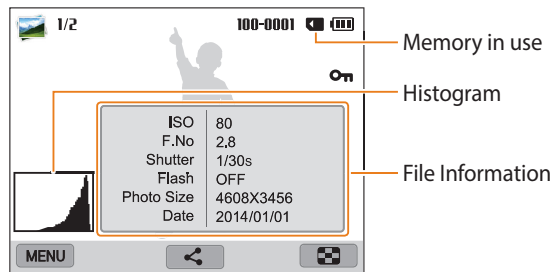 1/2 100-0001
Memory in use
Histogram
ISO 80
F.No 2.8
Shutter 1/30s
Flash OFF
File Information
Photo Size 4608X3456
Date 2014/01/01
MENU